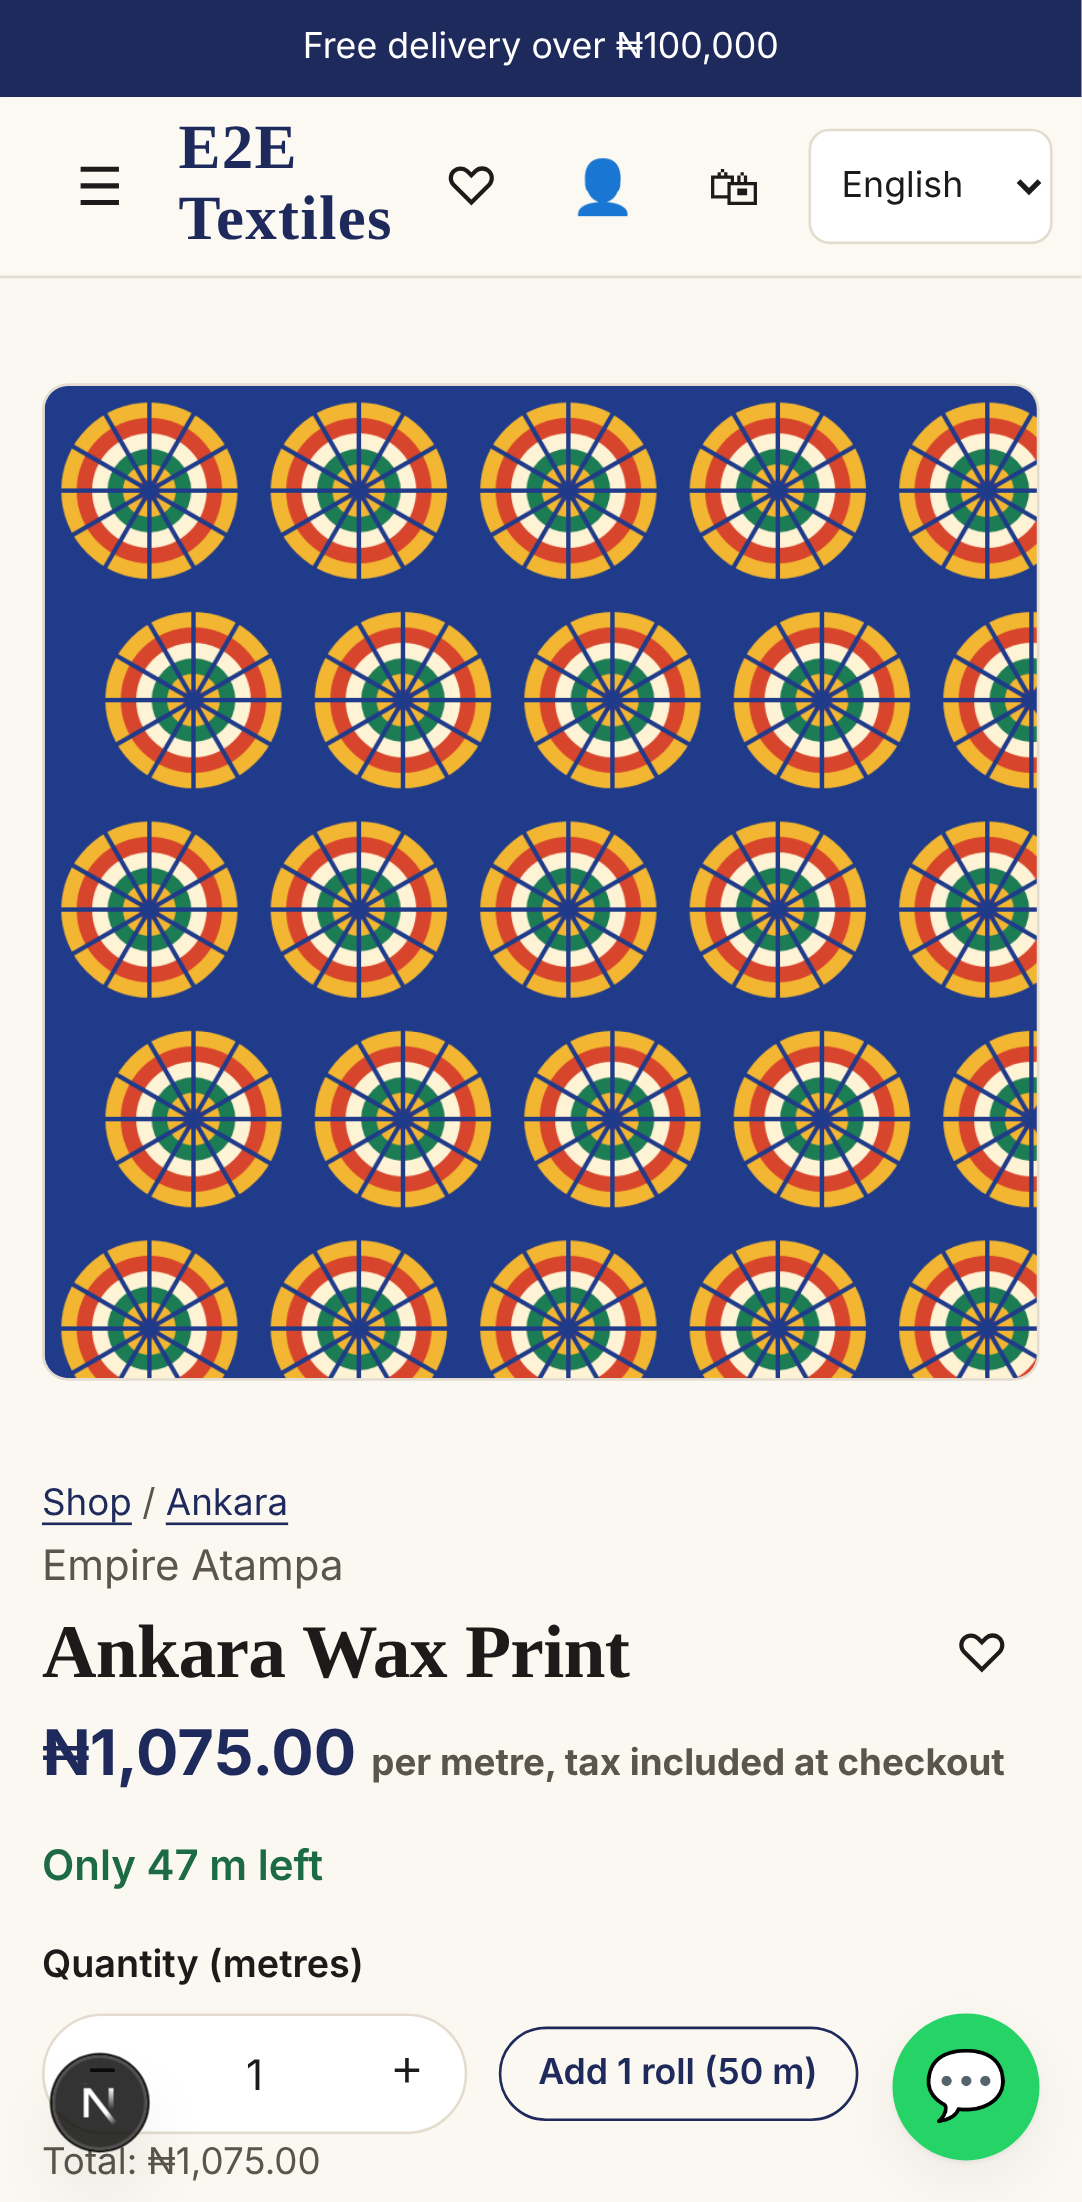 Free delivery over ₦100,000
E2E
Textiles
English
Shop / Ankara
Empire Atampa
Ankara Wax Print
₦1,075.00 per metre, tax included at checkout
Only 47 m left
Quantity (metres)
− 1 + Add 1 roll (50 m)
N
Total: ₦1,075.00